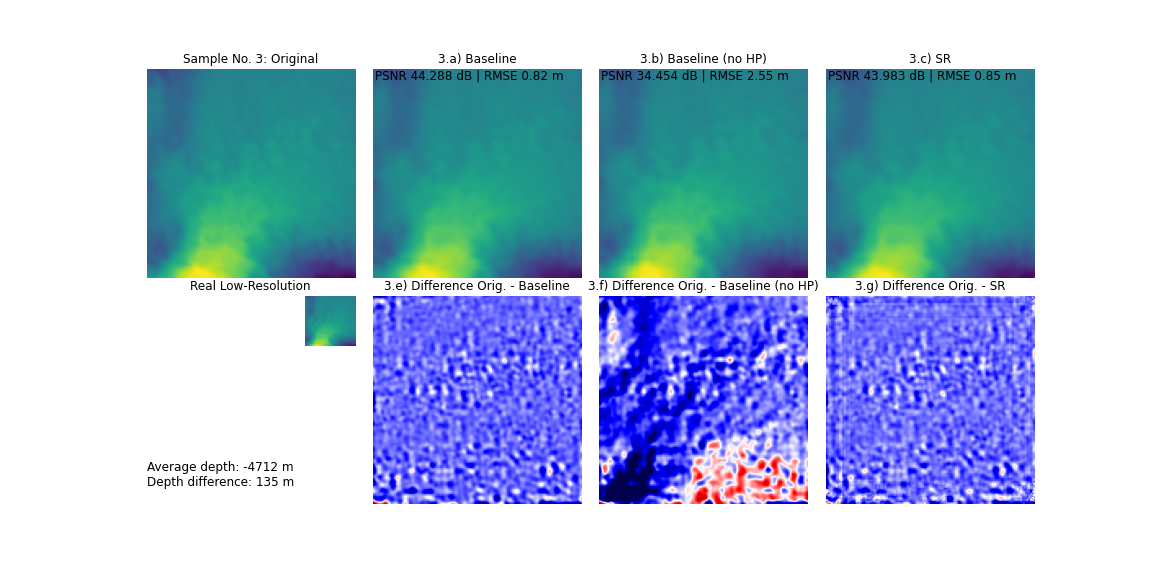 Sample No. 3: Original
3.a) Baseline
3.b) Baseline (no HP)
3.c) SR
PSNR 44.288 dB | RMSE 0.82 m
PSNR 34.454 dB | RMSE 2.55 m
PSNR 43.983 dB | RMSE 0.85 m
Real Low-Resolution
3.e) Difference Orig. - Baseline
3.f) Difference Orig. - Baseline (no HP)
3.g) Difference Orig. - SR
Average depth: -4712 m
Depth difference: 135 m